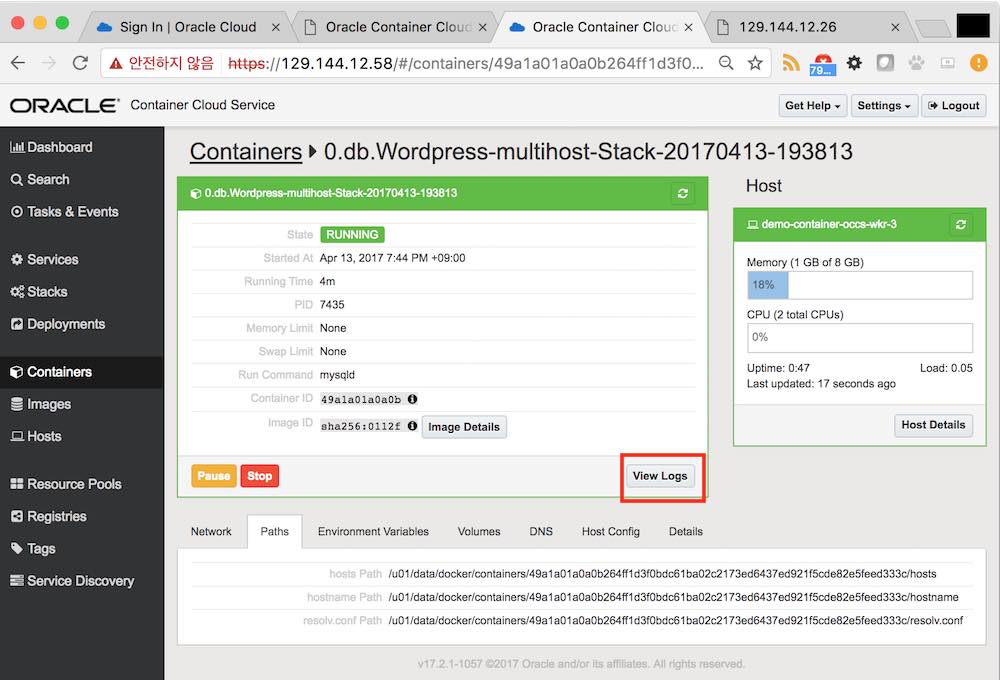 Sign In | Oracle Cloud
Oracle Container Cloud
Oracle Container Cloud
129.144.12.26
안전하지 않음 https://129.144.12.58/#/containers/49a1a01a0a0b264ff1d3f0...
79...
ORACLE® Container Cloud Service
Get Help
Settings
Logout
Dashboard
Search
Tasks & Events
Services
Stacks
Deployments
Containers
Images
Hosts
Resource Pools
Registries
Tags
Service Discovery
Containers 0.db.Wordpress-multihost-Stack-20170413-193813
0.db.Wordpress-multihost-Stack-20170413-193813
State RUNNING
Started At Apr 13, 2017 7:44 PM +09:00
Running Time 4m
PID 7435
Memory Limit None
Swap Limit None
Run Command mysqld
Container ID 49a1a01a0a0b
Image ID sha256:0112f Image Details
Pause Stop View Logs
Host
demo-container-occs-wkr-3
Memory (1 GB of 8 GB)
18%
CPU (2 total CPUs)
0%
Uptime: 0:47 Load: 0.05
Last updated: 17 seconds ago
Host Details
Network Paths Environment Variables Volumes DNS Host Config Details
hosts Path /u01/data/docker/containers/49a1a01a0a0b264ff1d3f0bdc61ba02c2173ed6437ed921f5cde82e5feed333c/hosts
hostname Path /u01/data/docker/containers/49a1a01a0a0b264ff1d3f0bdc61ba02c2173ed6437ed921f5cde82e5feed333c/hostname
resolv.conf Path /u01/data/docker/containers/49a1a01a0a0b264ff1d3f0bdc61ba02c2173ed6437ed921f5cde82e5feed333c/resolv.conf
v17.2.1-1057 ©2017 Oracle and/or its affiliates. All rights reserved.